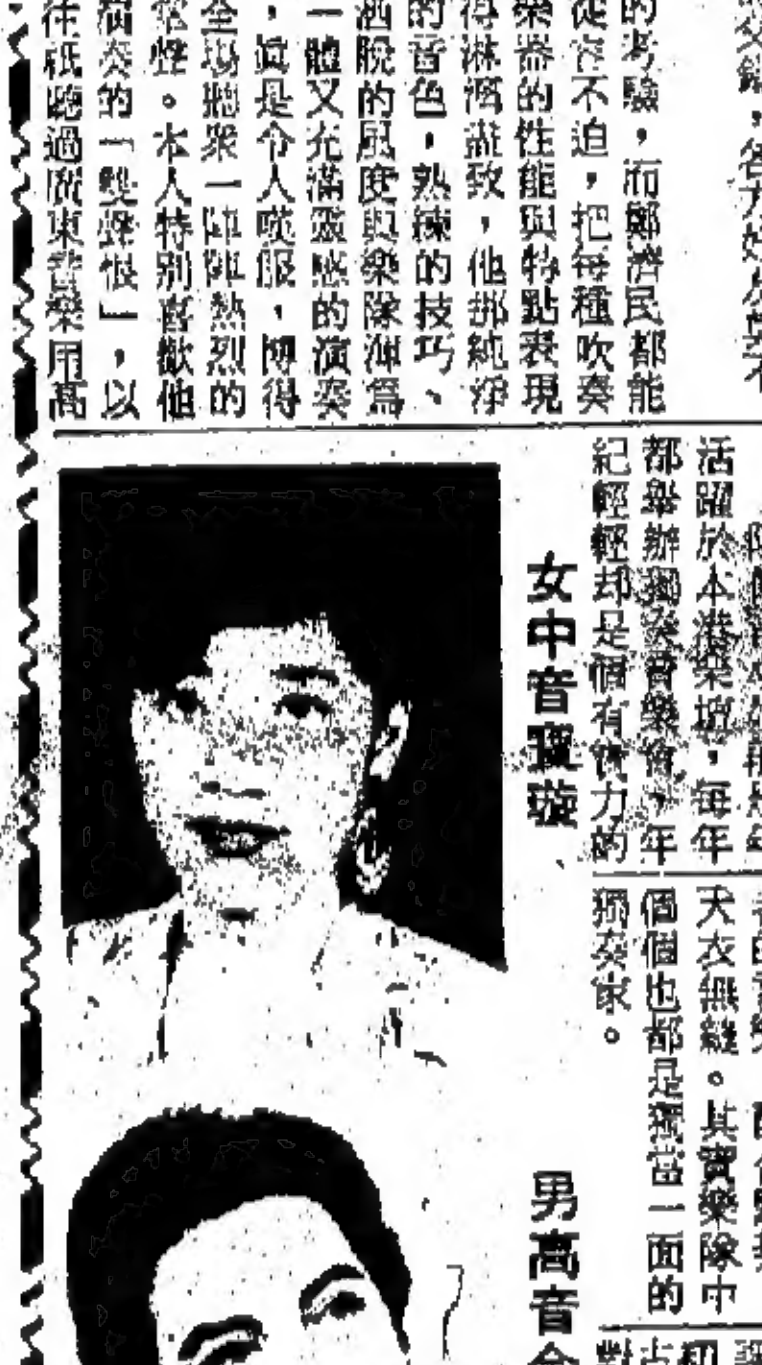 的考驗，而鄭濟民都能
從容不迫，把每種吹奏
樂器的性能與特點表現
得淋漓盡致，他那純淨
的音色，熟練的技巧、
洒脫的風度與樂隊渾爲
一體又充滿靈感的演奏
，真是令人嘆服，博得
全場聽衆一陣陣熱烈的
掌聲。本人特別喜歡他
演奏的「雙聲恨」，以
往祇聽過廣東音樂用高
活躍於本港樂壇，每年
都舉辦獨奏音樂會，年
紀輕輕却是個有實力的
獨奏家。
天衣無縫。其實樂隊中
個個也都是獨當一面的
女中音寶璇
男高音